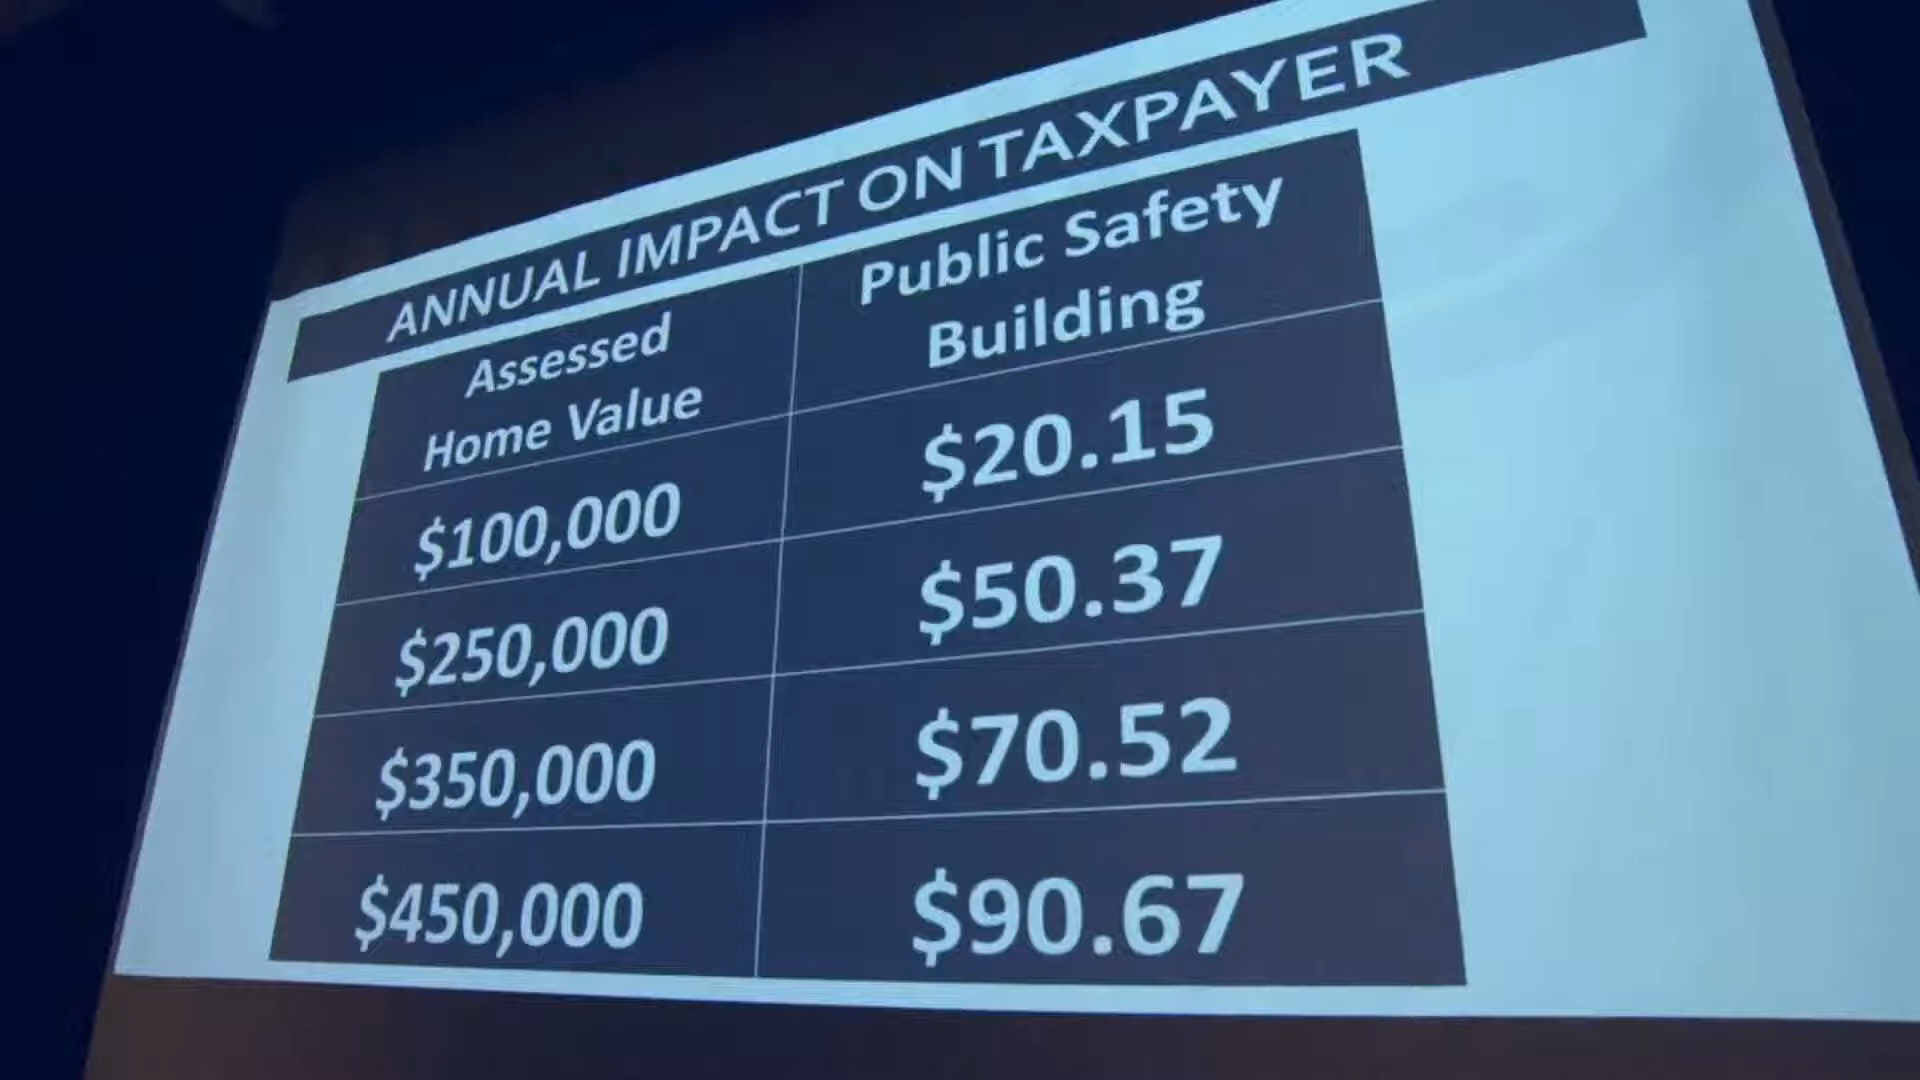 ANNUAL IMPACT ON TAXPAYER
Assessed
Home Value
Public Safety
Building
$100,000
$20.15
$250,000
$50.37
$350,000
$70.52
$450,000
$90.67